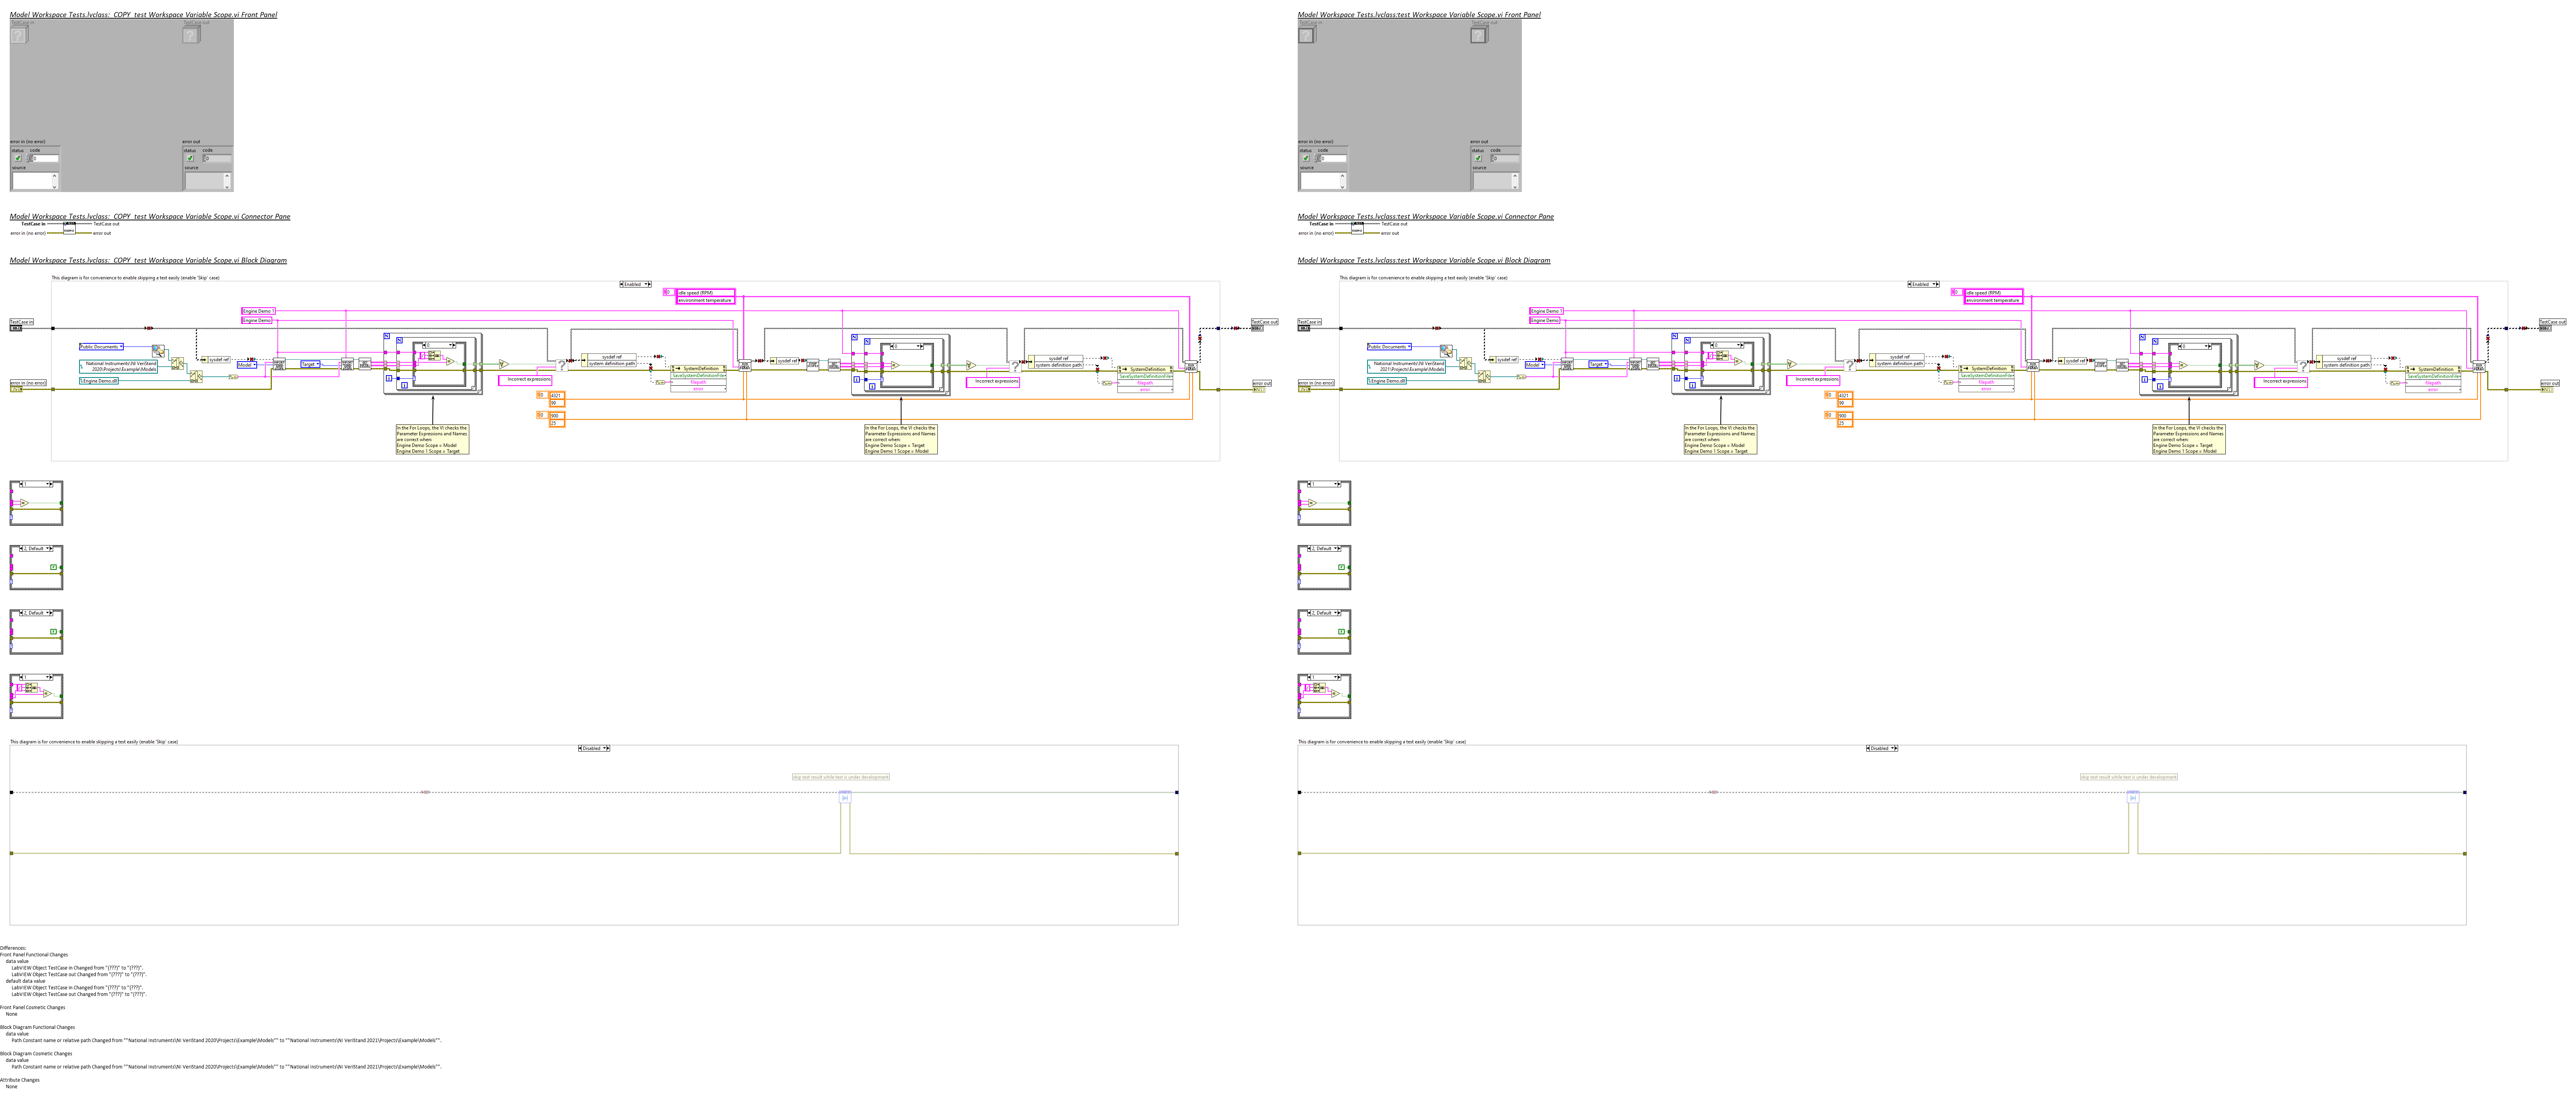 Model Workspace Tests.lvclass:_COPY_test Workspace Variable Scope.vi Front Panel
TestCase in
TestCase out
error in (no error)
error out
status
code
status
code
0
0
source
source
Model Workspace Tests.lvclass:_COPY_test Workspace Variable Scope.vi Connector Pane
TestCase in
TestCase out
error in (no error)
error out
Model Workspace Tests.lvclass:_COPY_test Workspace Variable Scope.vi Block Diagram
This diagram is for convenience to enable skipping a test easily (enable 'Skip' case)
Enabled
idle speed (RPM)
environment temperature
Engine Demo 1
Engine Demo
TestCase in
TestCase out
Public Documents
National Instruments\NI VeriStand
2020\Projects\Example\Models
Engine Demo.dll
sysdef ref
Model
Target
error in (no error)
error out
Incorrect expressions
sysdef ref
system definition path
SystemDefinition
SaveSystemDefinitionFile
filepath
error
sysdef ref
Incorrect expressions
sysdef ref
system definition path
SystemDefinition
SaveSystemDefinitionFile
filepath
error
4321
99
900
25
In the For Loops, the VI checks the
Parameter Expressions and Names
are correct when:
Engine Demo Scope = Model
Engine Demo 1 Scope = Target
In the For Loops, the VI checks the
Parameter Expressions and Names
are correct when:
Engine Demo Scope = Target
Engine Demo 1 Scope = Model
1
2, Default
2, Default
1
This diagram is for convenience to enable skipping a test easily (enable 'Skip' case)
Disabled
skip test result while test is under development
Differences:
Front Panel Functional Changes
data value
LabVIEW Object TestCase in Changed from "(???)" to "(???)".
LabVIEW Object TestCase out Changed from "(???)" to "(???)".
default data value
LabVIEW Object TestCase in Changed from "(???)" to "(???)".
LabVIEW Object TestCase out Changed from "(???)" to "(???)".
Front Panel Cosmetic Changes
None
Block Diagram Functional Changes
data value
Path Constant name or relative path Changed from ""National Instruments\NI VeriStand 2020\Projects\Example\Models"" to ""National Instruments\NI VeriStand 2021\Projects\Example\Models"".
Block Diagram Cosmetic Changes
data value
Path Constant name or relative path Changed from ""National Instruments\NI VeriStand 2020\Projects\Example\Models"" to ""National Instruments\NI VeriStand 2021\Projects\Example\Models"".
Attribute Changes
None
Model Workspace Tests.lvclass:test Workspace Variable Scope.vi Front Panel
TestCase in
TestCase out
error in (no error)
error out
status
code
status
code
0
0
source
source
Model Workspace Tests.lvclass:test Workspace Variable Scope.vi Connector Pane
TestCase in
TestCase out
error in (no error)
error out
Model Workspace Tests.lvclass:test Workspace Variable Scope.vi Block Diagram
This diagram is for convenience to enable skipping a test easily (enable 'Skip' case)
Enabled
idle speed (RPM)
environment temperature
Engine Demo 1
Engine Demo
TestCase in
TestCase out
Public Documents
National Instruments\NI VeriStand
2021\Projects\Example\Models
Engine Demo.dll
sysdef ref
Model
Target
error in (no error)
error out
Incorrect expressions
sysdef ref
system definition path
SystemDefinition
SaveSystemDefinitionFile
filepath
error
sysdef ref
Incorrect expressions
sysdef ref
system definition path
SystemDefinition
SaveSystemDefinitionFile
filepath
error
4321
99
900
25
In the For Loops, the VI checks the
Parameter Expressions and Names
are correct when:
Engine Demo Scope = Model
Engine Demo 1 Scope = Target
In the For Loops, the VI checks the
Parameter Expressions and Names
are correct when:
Engine Demo Scope = Target
Engine Demo 1 Scope = Model
1
2, Default
2, Default
1
This diagram is for convenience to enable skipping a test easily (enable 'Skip' case)
Disabled
skip test result while test is under development